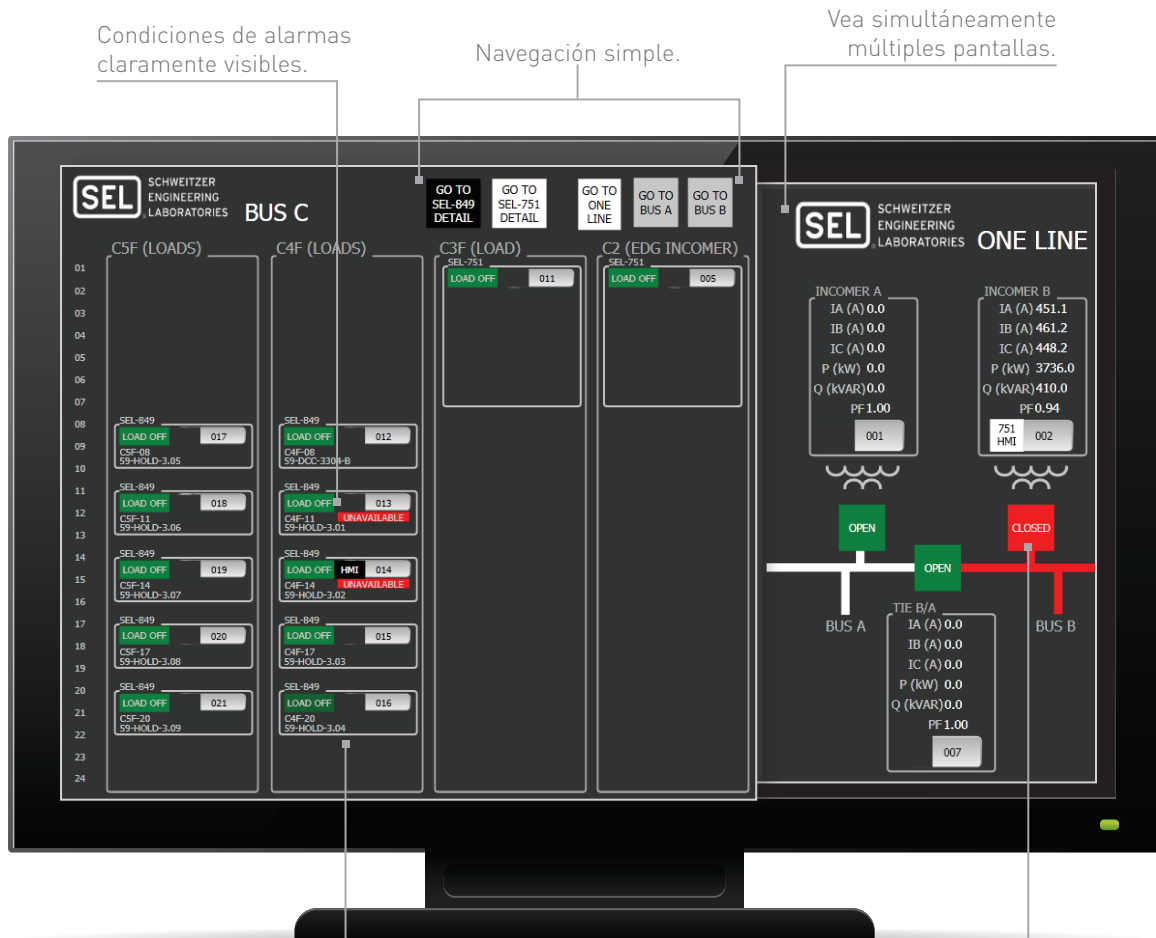 Condiciones de alarmas
claramente visibles.
Navegación simple.
Vea simultáneamente
múltiples pantallas.
SEL
SCHWEITZER
ENGINEERING
LABORATORIES
BUS C
GO TO
SEL-849
DETAIL
GO TO
SEL-751
DETAIL
GO TO
ONE
LINE
GO TO
BUS A
GO TO
BUS B
01
02
03
04
05
06
07
08
09
10
11
12
13
14
15
16
17
18
19
20
21
22
23
24
C5F (LOADS)
SEL-849
LOAD OFF 017
C5F-08
59-HOLD-3.05
SEL-849
LOAD OFF 018
C5F-11
59-HOLD-3.06
SEL-849
LOAD OFF 019
C5F-14
59-HOLD-3.07
SEL-849
LOAD OFF 020
C5F-17
59-HOLD-3.08
SEL-849
LOAD OFF 021
C5F-20
59-HOLD-3.09
C4F (LOADS)
SEL-849
LOAD OFF 012
C4F-08
59-DCC-3304-B
SEL-849
LOAD OFF 013
UNAVAILABLE
C4F-11
59-HOLD-3.01
SEL-849
LOAD OFF HMI 014
UNAVAILABLE
C4F-14
59-HOLD-3.02
SEL-849
LOAD OFF 015
C4F-17
59-HOLD-3.03
SEL-849
LOAD OFF 016
C4F-20
59-HOLD-3.04
C3F (LOAD)
SEL-751
LOAD OFF 011
C2 (EDG INCOMER)
SEL-751
LOAD OFF 005
SEL
SCHWEITZER
ENGINEERING
LABORATORIES
ONE LINE
INCOMER A
IA (A) 0.0
IB (A) 0.0
IC (A) 0.0
P (kW) 0.0
Q (kVAR) 0.0
PF 1.00
001
INCOMER B
IA (A) 451.1
IB (A) 461.2
IC (A) 448.2
P (kW) 3736.0
Q (kVAR) 410.0
PF 0.94
751
HMI
002
OPEN
CLOSED
OPEN
BUS A
BUS B
TIE B/A
IA (A) 0.0
IB (A) 0.0
IC (A) 0.0
P (kW) 0.0
Q (kVAR) 0.0
PF 1.00
007